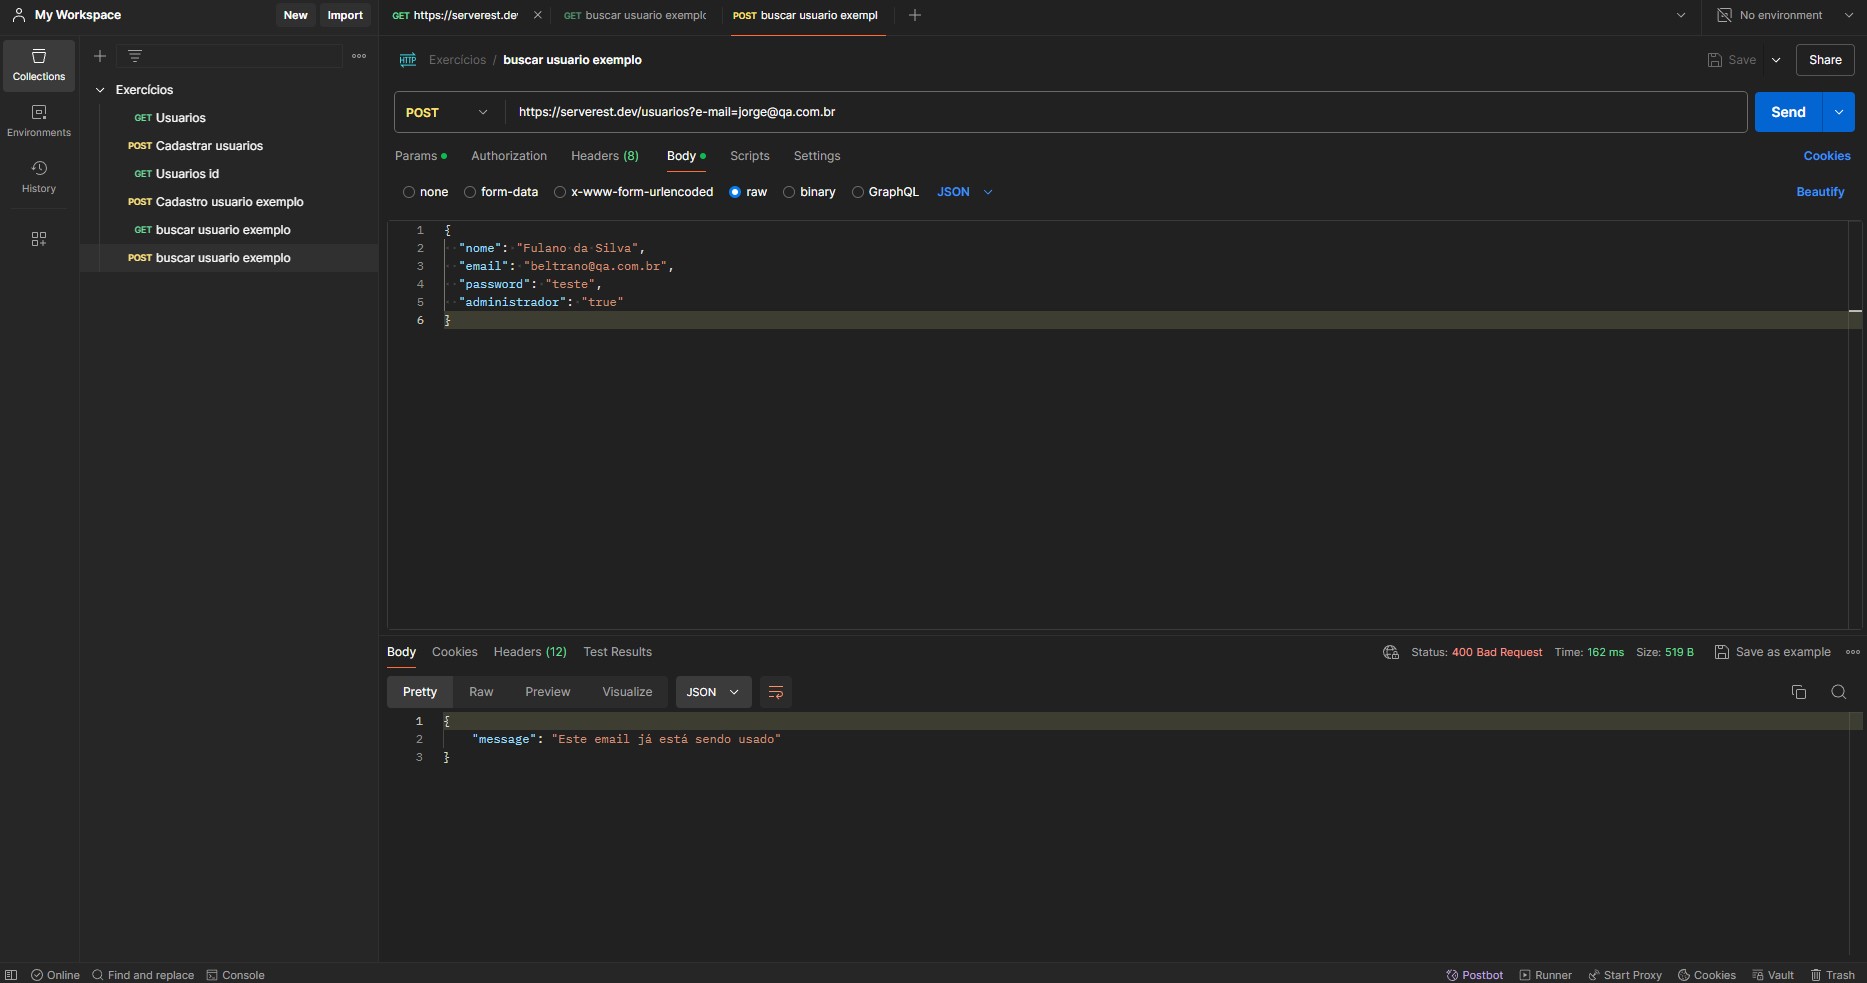 My Workspace
New
Import
GET https://serverest.de
GET buscar usuario exemplo
POST buscar usuario exempl
No environment
Collections
Environments
History
Exercícios
GET Usuarios
POST Cadastrar usuarios
GET Usuarios id
POST Cadastro usuario exemplo
GET buscar usuario exemplo
POST buscar usuario exemplo
HTTP Exercícios / buscar usuario exemplo
Save
Share
POST https://serverest.dev/usuarios?e-mail=jorge@qa.com.br
Send
Params Authorization Headers (8) Body Scripts Settings
Cookies
none form-data x-www-form-urlencoded raw binary GraphQL JSON
Beautify
1 {
2 "nome": "Fulano da Silva",
3 "email": "beltrano@qa.com.br",
4 "password": "teste",
5 "administrador": "true"
6 }
Body Cookies Headers (12) Test Results
Status: 400 Bad Request Time: 162 ms Size: 519 B Save as example
Pretty Raw Preview Visualize JSON
1 {
2 "message": "Este email já está sendo usado"
3 }
Online Find and replace Console
Postbot Runner Start Proxy Cookies Vault Trash